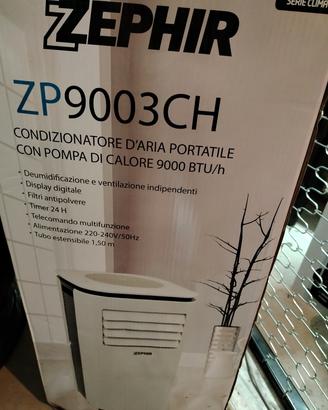 SERIE CLIMA
ZEPHIR
ZP9003CH
CONDIZIONATORE D'ARIA PORTATILE
CON POMPA DI CALORE 9000 BTU/h
• Deumidificazione e ventilazione indipendenti
• Display digitale
• Filtri antipolvere
• Timer 24 H
• Telecomando multifunzione
• Alimentazione 220-240V/50Hz
• Tubo estensibile 1,50 m
ZEPHIR